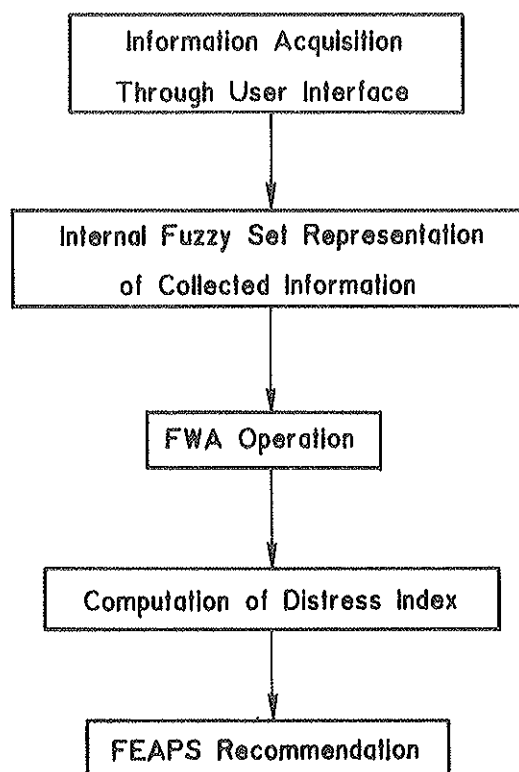 Information Acquisition
Through User Interface
Internal Fuzzy Set Representation
of Collected Information
FWA Operation
Computation of Distress Index
FEAPS Recommendation